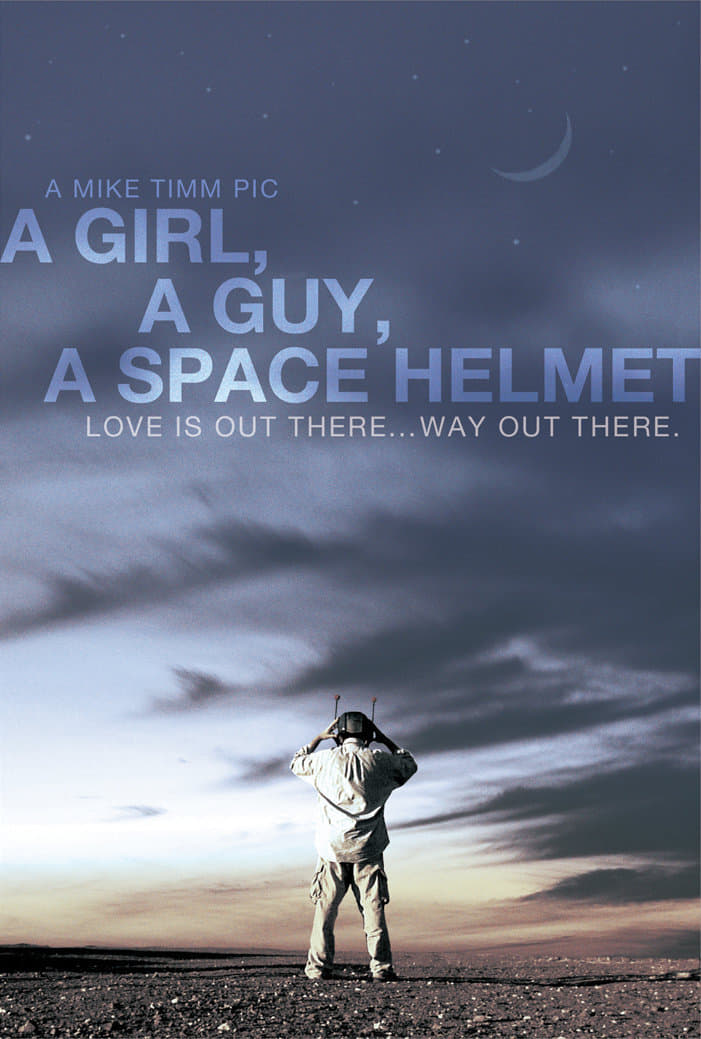 A MIKE TIMM PIC
A GIRL,
A GUY,
A SPACE HELMET
LOVE IS OUT THERE...WAY OUT THERE.